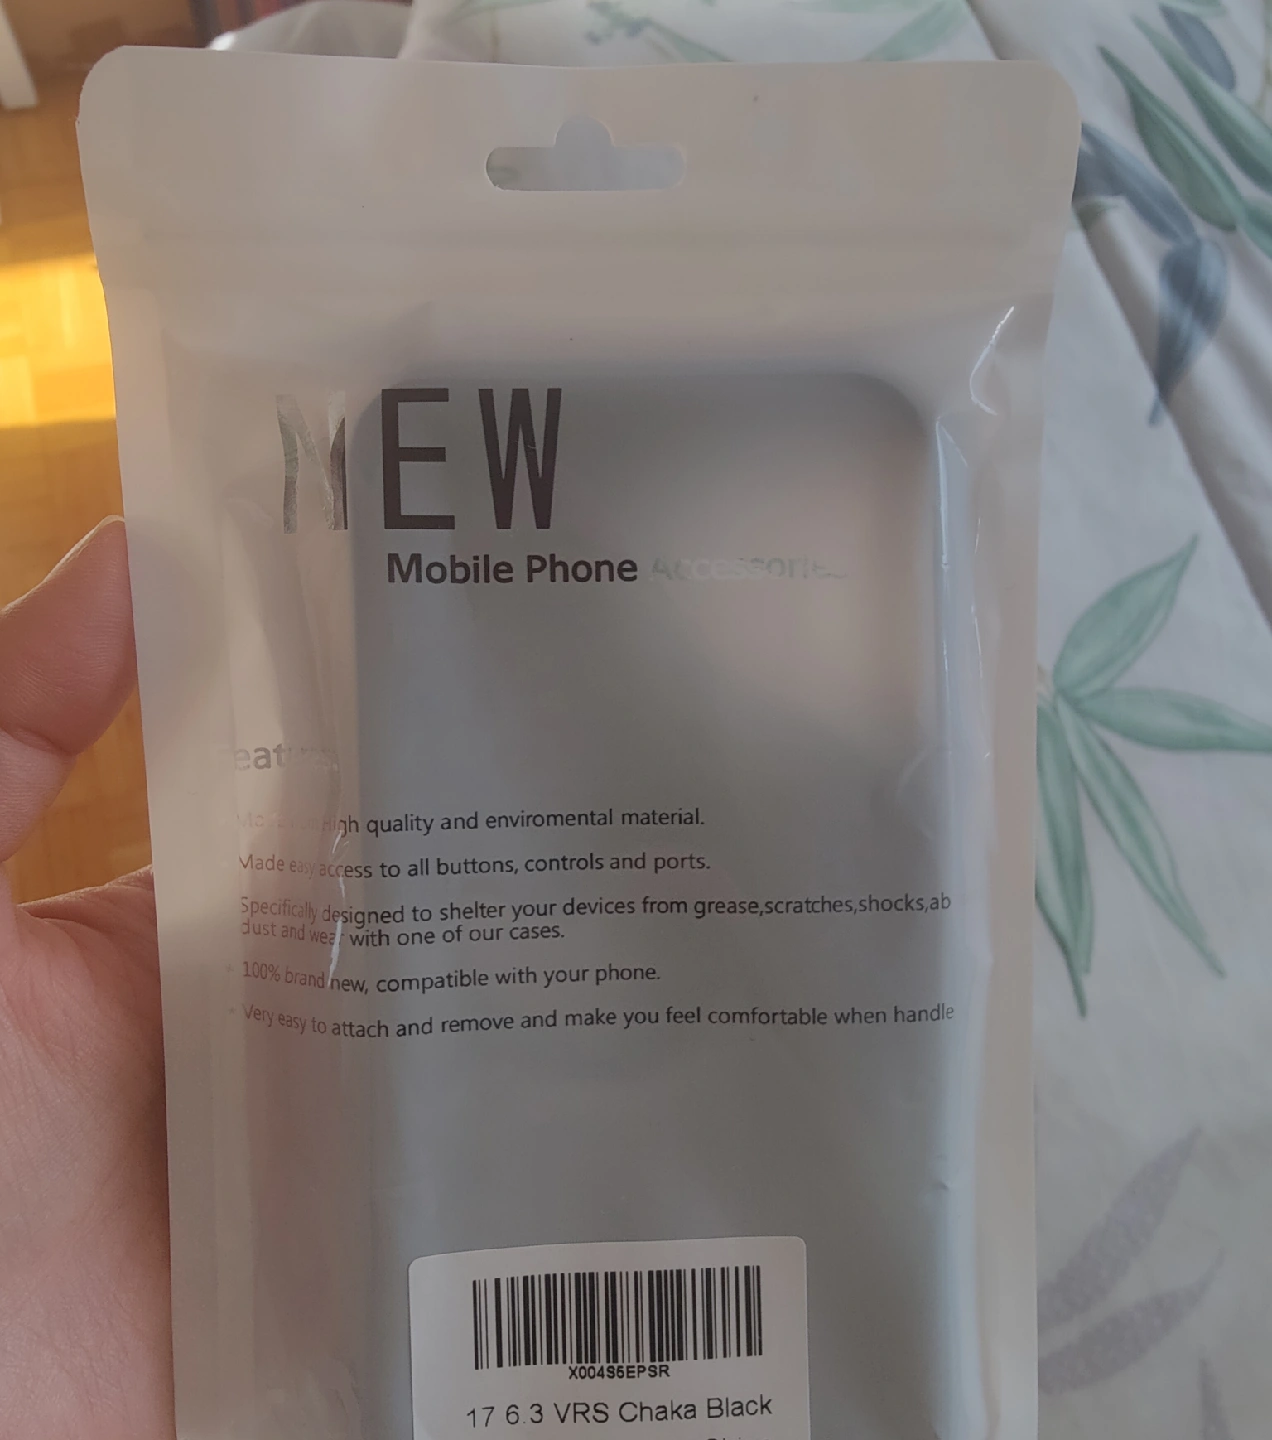 NEW
Mobile Phone Accessories
High quality and enviromental material.
Made easy access to all buttons, controls and ports.
Specifically designed to shelter your devices from grease,scratches,shocks,ab
dust and wear with one of our cases.
100% brand new, compatible with your phone.
Very easy to attach and remove and make you feel comfortable when handle
X004S6EPSR
17 6.3 VRS Chaka Black